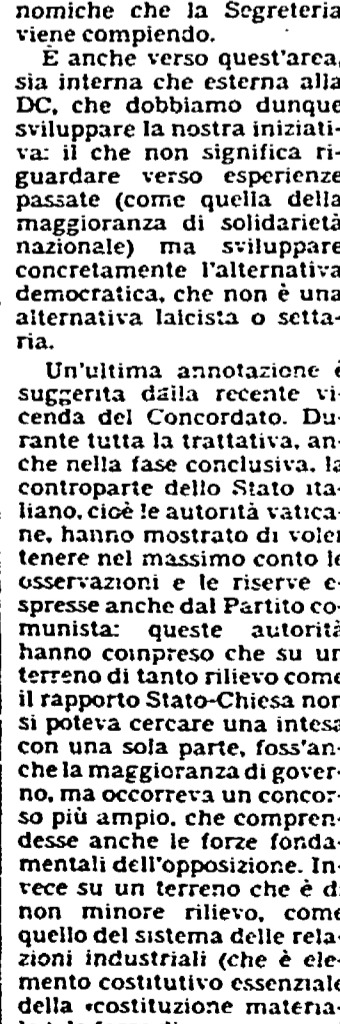 nomiche che la Segreteria
viene compiendo.
È anche verso quest'area,
sia interna che esterna alla
DC, che dobbiamo dunque
sviluppare la nostra iniziati-
va: il che non significa ri-
guardare verso esperienze
passate (come quella della
maggioranza di solidarietà
nazionale) ma sviluppare
concretamente l'alternativa
democratica, che non è una
alternativa laicista o setta-
ria.
Un'ultima annotazione è
suggerita dalla recente vi-
cenda del Concordato. Du-
rante tutta la trattativa, an-
che nella fase conclusiva, la
controparte dello Stato ita-
liano, cioè le autorità vatica-
ne, hanno mostrato di voler
tenere nel massimo conto le
osservazioni e le riserve e-
spresse anche dal Partito co-
munista: queste autorità
hanno compreso che su un
terreno di tanto rilievo come
il rapporto Stato-Chiesa non
si poteva cercare una intesa
con una sola parte, foss'an-
che la maggioranza di gover-
no, ma occorreva un concor-
so più ampio, che compren-
desse anche le forze fonda-
mentali dell'opposizione. In-
vece su un terreno che è di
non minore rilievo, come
quello del sistema delle rela-
zioni industriali (che è ele-
mento costitutivo essenziale
della «costituzione materia-